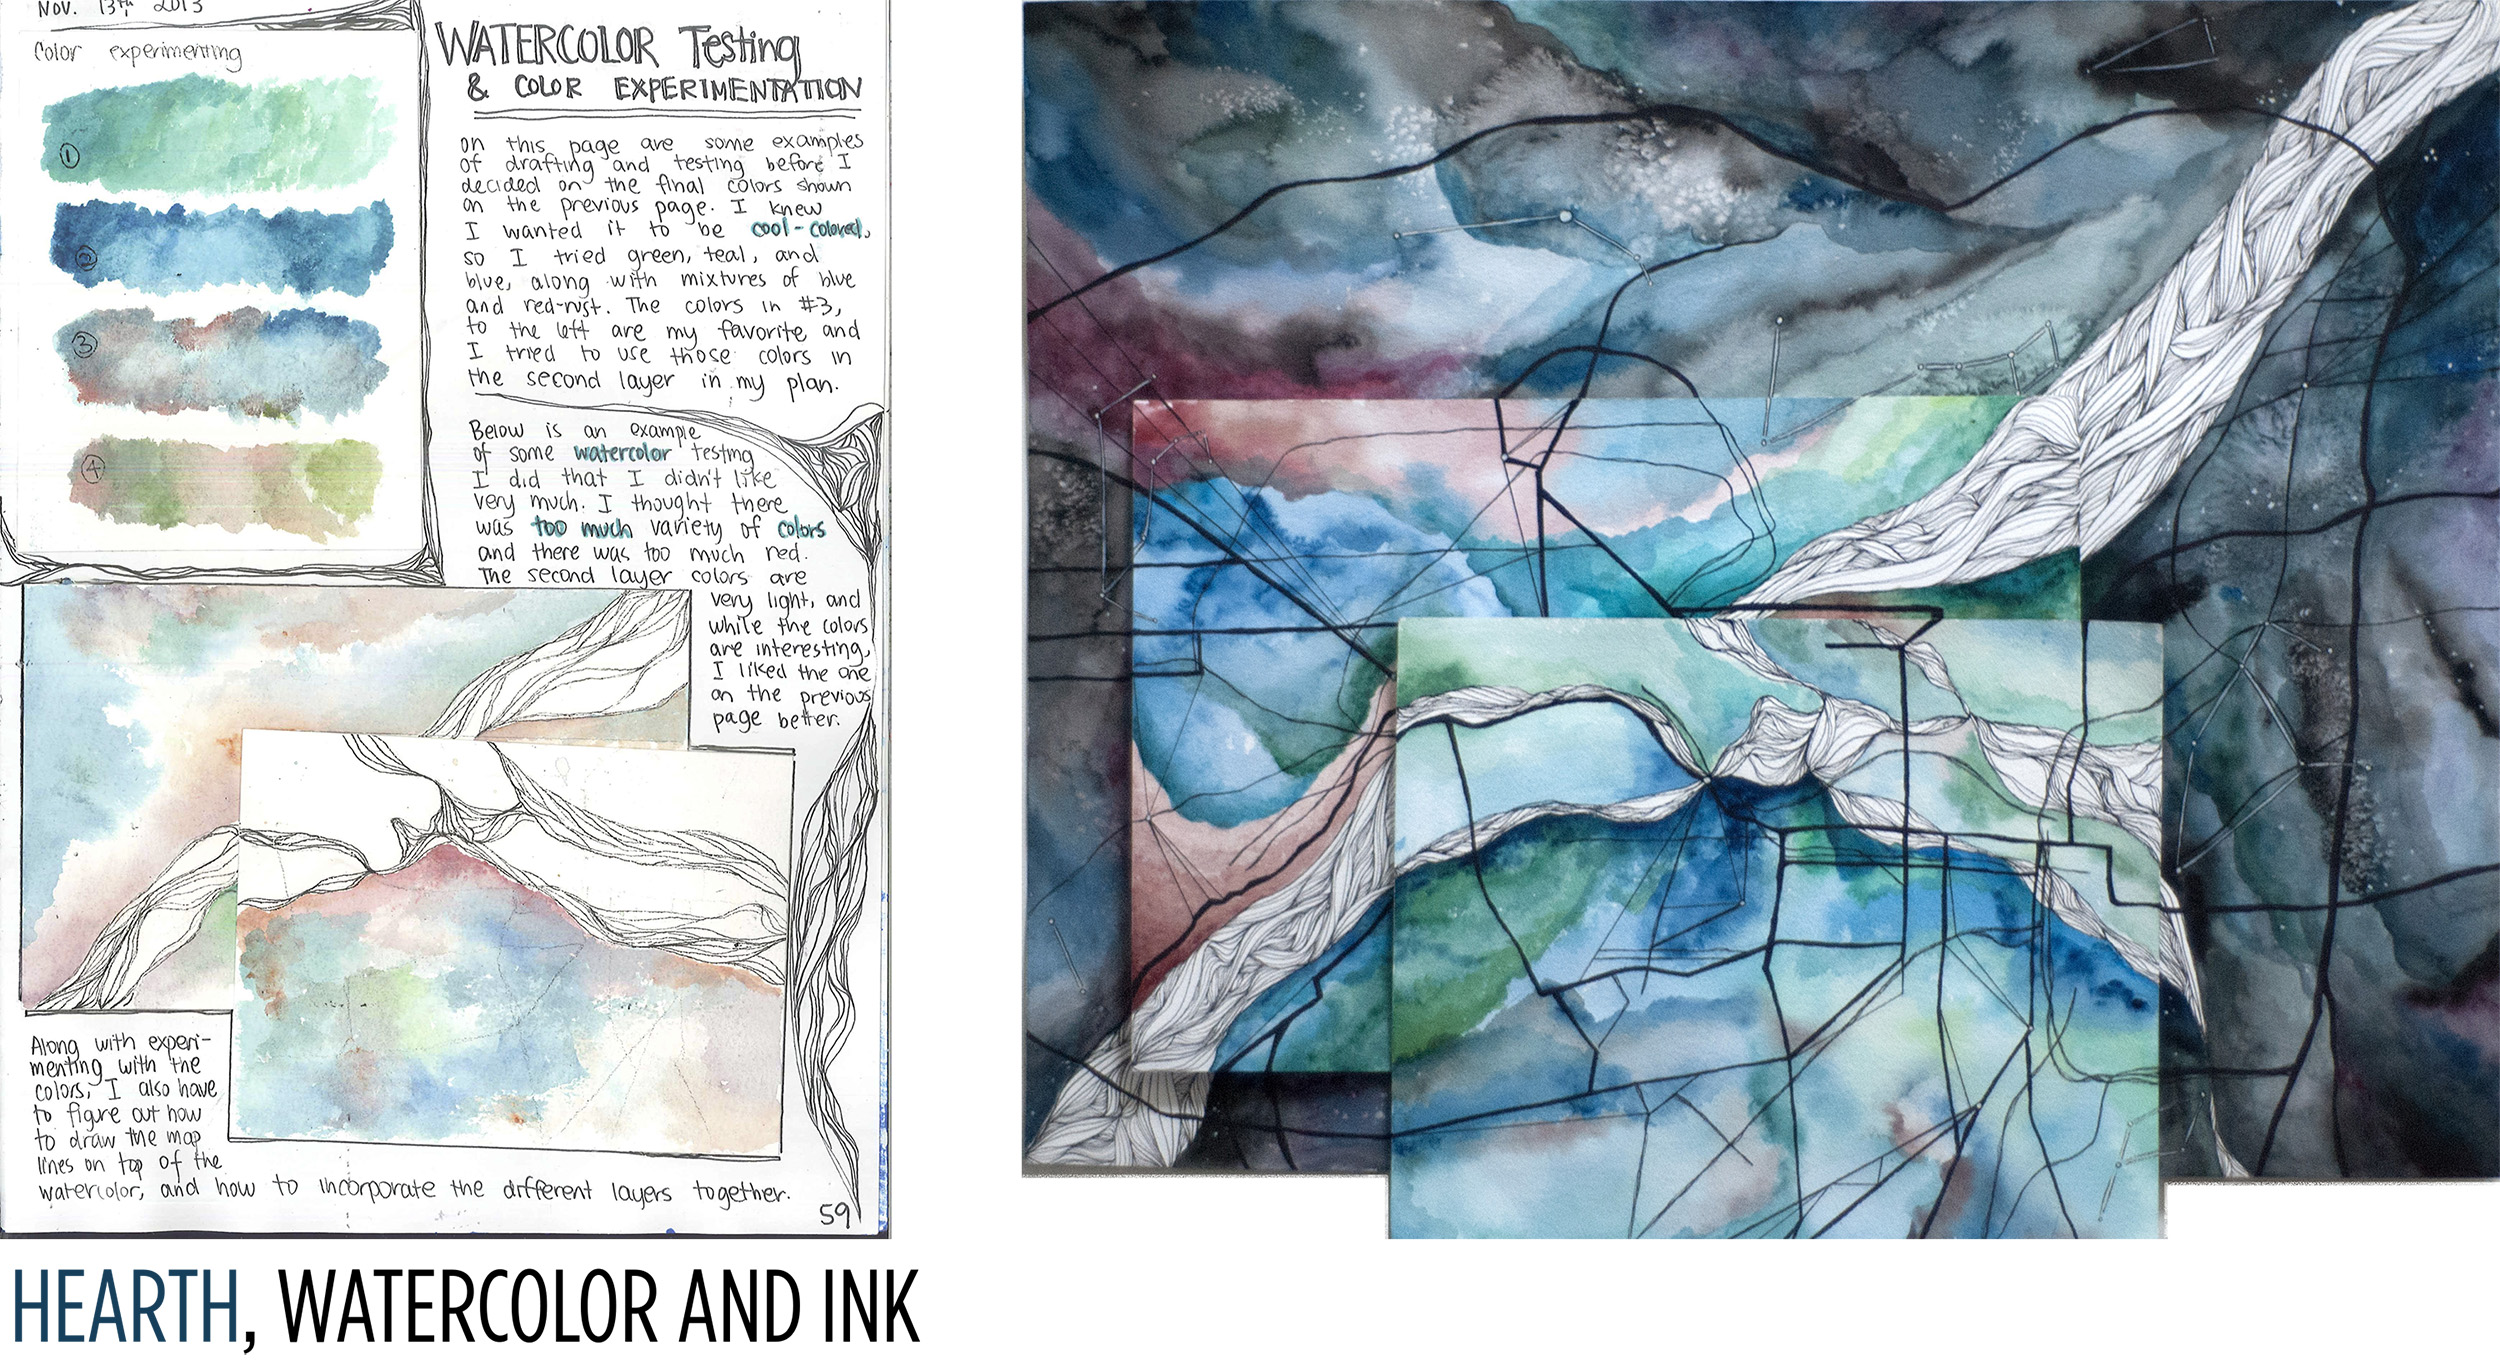 Nov. 13th 2013
Color experimenting
1
2
3
4
WATERCOLOR Testing
& COLOR EXPERIMENTATION
on this page are some examples
of drafting and testing before I
decided on the final colors shown
on the previous page. I knew
I wanted it to be cool-colored,
so I tried green, teal, and
blue, along with mixtures of blue
and red-rust. The colors in #3,
to the left are my favorite and
I tried to use those colors in
the second layer in my plan.
Below is an example
of some watercolor testing
I did that I didn't like
very much. I thought there
was too much variety of colors
and there was too much red.
The second layer colors are
very light, and
while the colors
are interesting,
I liked the one
on the previous
page better.
Along with experi-
menting with the
colors, I also have
to figure out how
to draw the map
lines on top of the
watercolor, and how to incorporate the different layers together.
59
HEARTH, WATERCOLOR AND INK